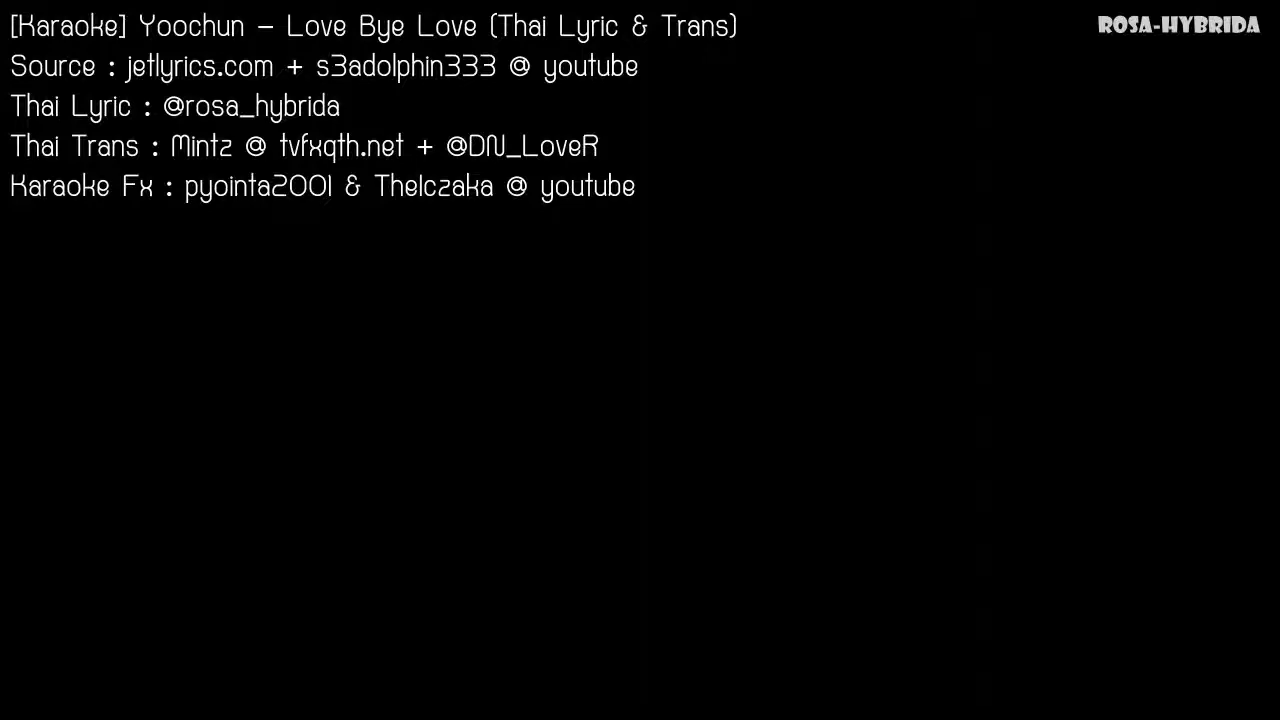 [Karaoke] Yoochun – Love Bye Love (Thai Lyric & Trans)
ROSA-HYBRIDA
Source : jetlyrics.com + s3adolphin333 @ youtube
Thai Lyric : @rosa_hybrida
Thai Trans : Mintz @ tvfxqth.net + @DN_LoveR
Karaoke Fx : pyointa2001 & Thelczaka @ youtube